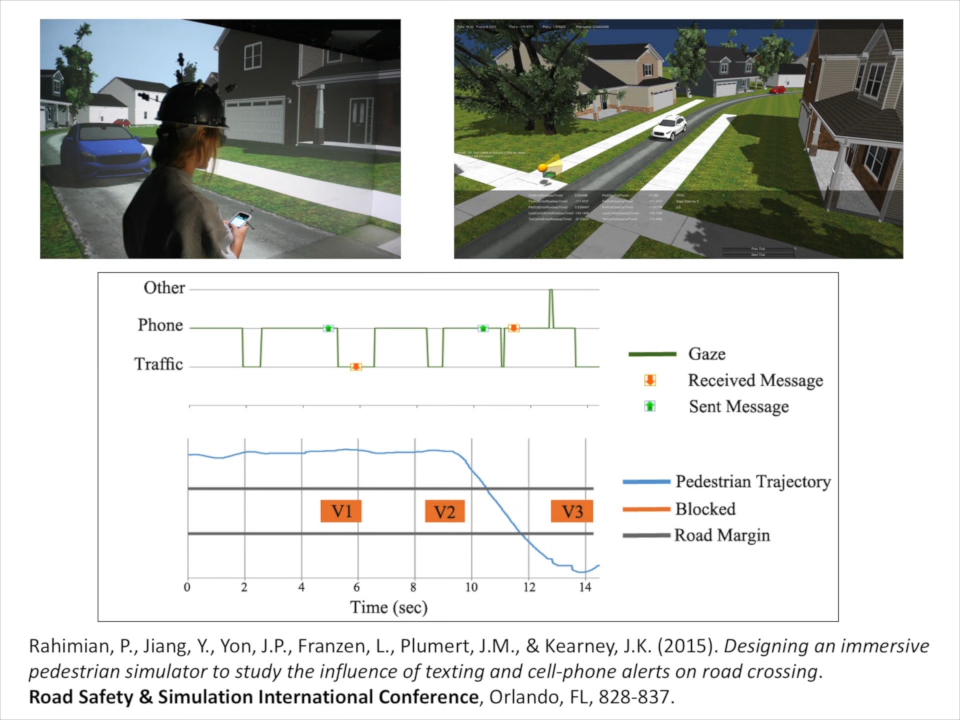 Other
Phone
Traffic
Gaze
Received Message
Sent Message
V1
V2
V3
Pedestrian Trajectory
Blocked
Road Margin
0 2 4 6 8 10 12 14
Time (sec)
Rahimian, P., Jiang, Y., Yon, J.P., Franzen, L., Plumert, J.M., & Kearney, J.K. (2015). Designing an immersive
pedestrian simulator to study the influence of texting and cell-phone alerts on road crossing.
Road Safety & Simulation International Conference, Orlando, FL, 828-837.